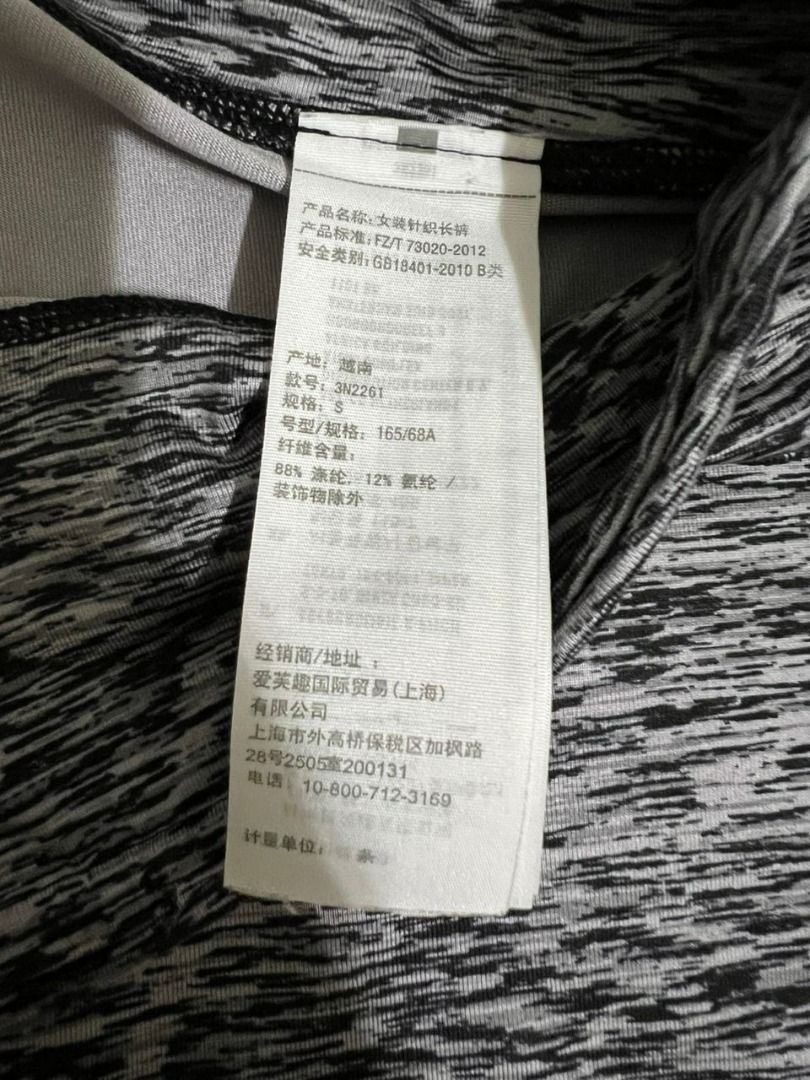 产品名称: 女装针织长裤
产品标准: FZ/T 73020-2012
安全类别: GB18401-2010 B类
产地: 越南
款号: 3N226T
规格: S
号型/规格: 165/68A
纤维含量:
88% 涤纶, 12% 氨纶 /
装饰物除外
经销商/地址 :
爱芙趣国际贸易(上海)
有限公司
上海市外高桥保税区加枫路
28号2505室200131
电话: 10-800-712-3159
计量单位: 条